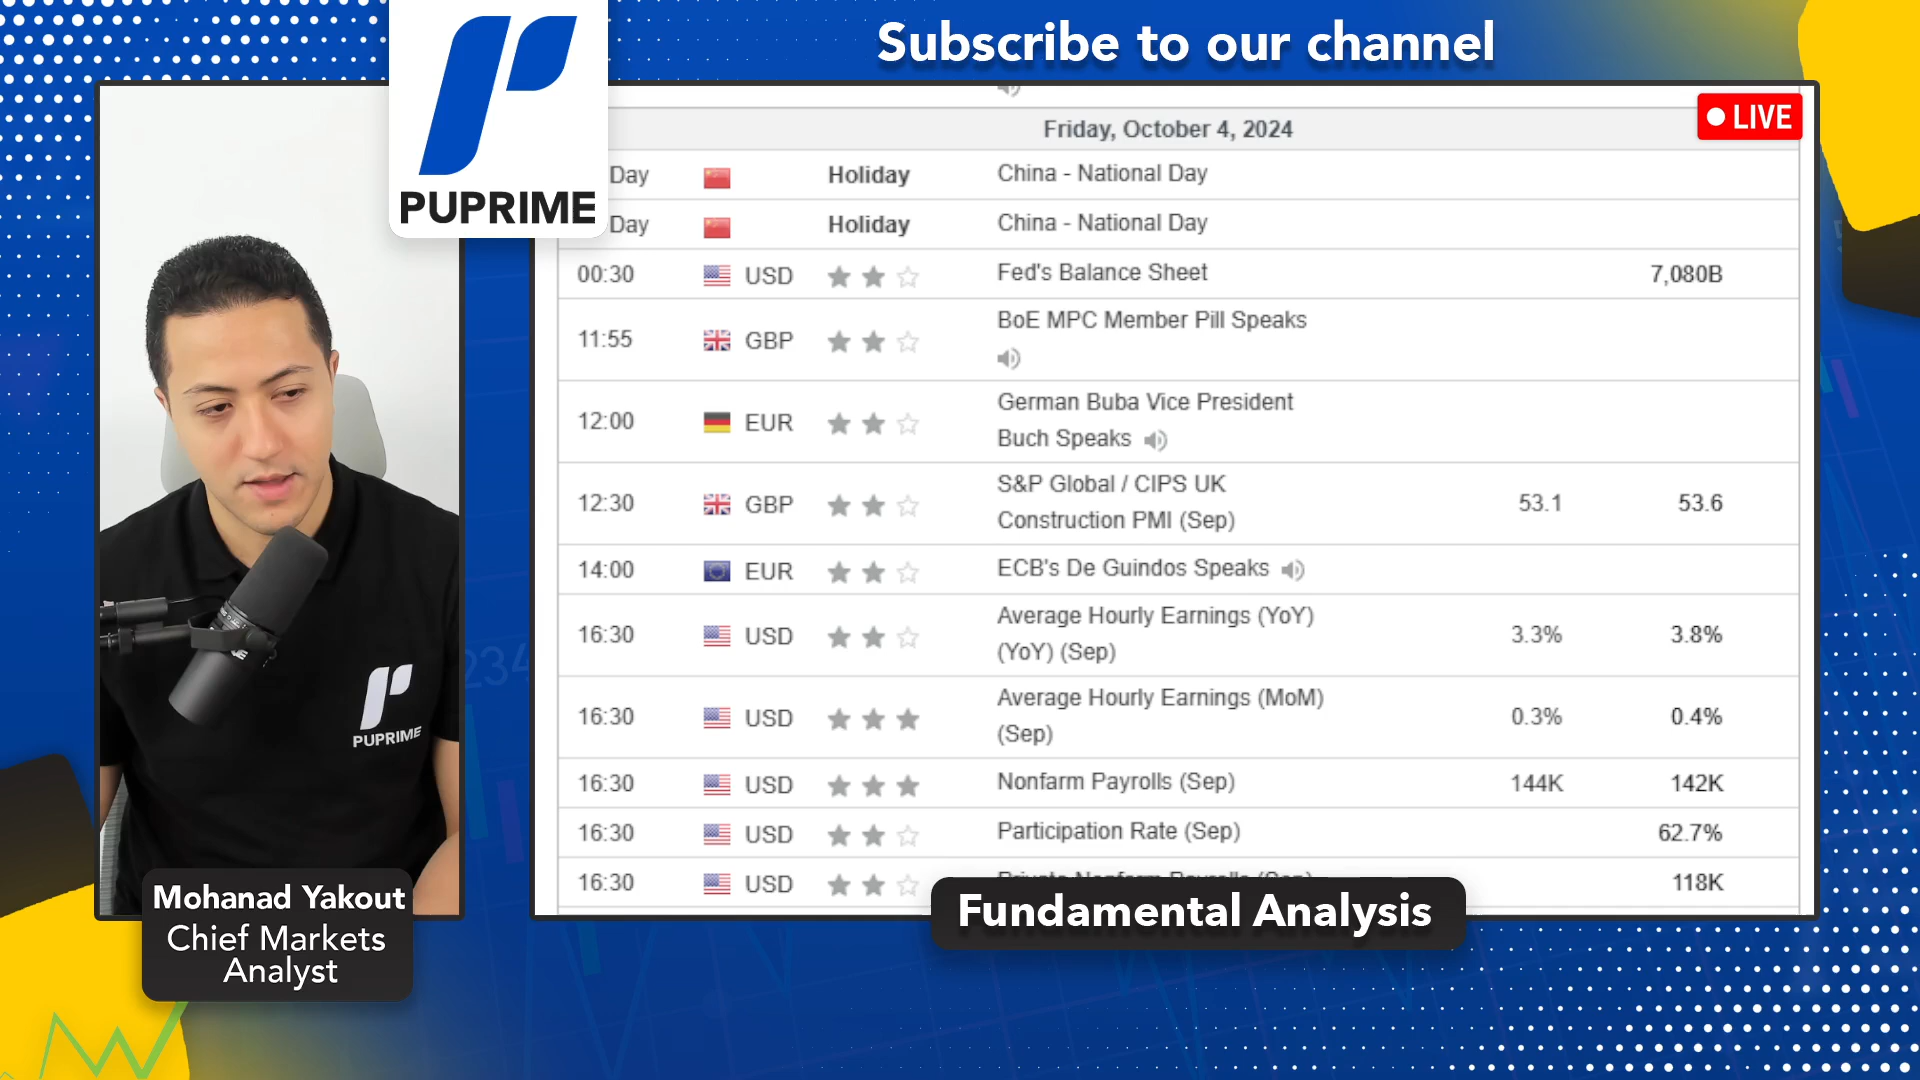 Subscribe to our channel
PUPRIME
LIVE
Friday, October 4, 2024
Day Holiday China - National Day
Day Holiday China - National Day
00:30 USD Fed's Balance Sheet 7,080B
11:55 GBP BoE MPC Member Pill Speaks
12:00 EUR German Buba Vice President
Buch Speaks
12:30 GBP S&P Global / CIPS UK
Construction PMI (Sep) 53.1 53.6
14:00 EUR ECB's De Guindos Speaks
16:30 USD Average Hourly Earnings (YoY)
(YoY) (Sep) 3.3% 3.8%
16:30 USD Average Hourly Earnings (MoM)
(Sep) 0.3% 0.4%
16:30 USD Nonfarm Payrolls (Sep) 144K 142K
16:30 USD Participation Rate (Sep) 62.7%
16:30 USD Private Nonfarm Payrolls (Sep) 118K
Fundamental Analysis
PUPRIME
Mohanad Yakout
Chief Markets
Analyst
234